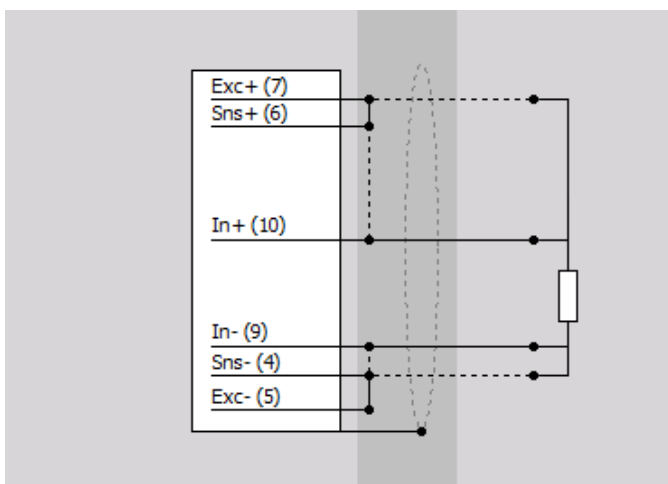 Exc+ (7)
Sns+ (6)
In+ (10)
In- (9)
Sns- (4)
Exc- (5)